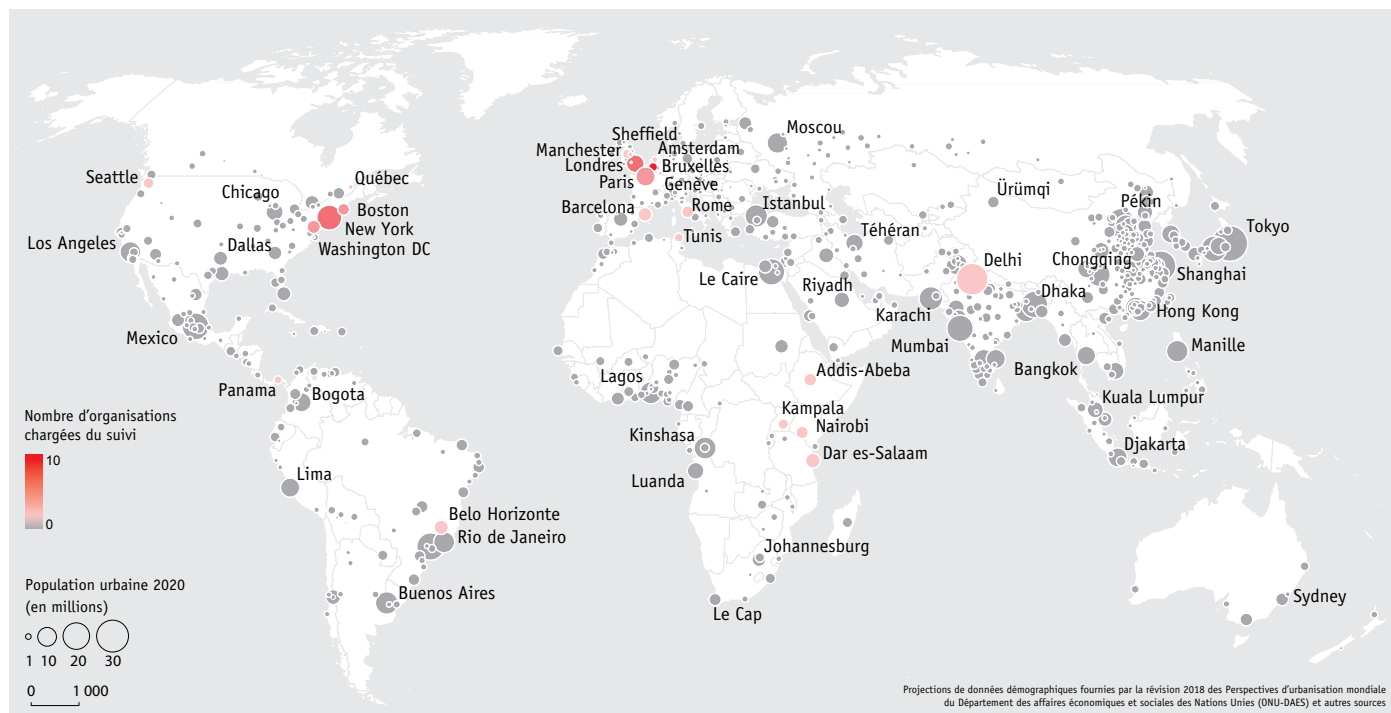 Sheffield
Moscou
Manchester
Amsterdam
Londres
Bruxelles
Seattle
Chicago
Québec
Paris
Genève
Ürümqi
Pékin
Boston
Barcelona
Rome
Istanbul
New York
Tokyo
Los Angeles
Dallas
Washington DC
Tunis
Téhéran
Delhi
Chongqing
Shanghai
Le Caire
Riyadh
Dhaka
Karachi
Hong Kong
Mexico
Mumbai
Manille
Bangkok
Addis-Abeba
Panama
Bogota
Lagos
Kuala Lumpur
Kampala
Nairobi
Kinshasa
Djakarta
Dar es-Salaam
Lima
Luanda
Belo Horizonte
Rio de Janeiro
Johannesburg
Buenos Aires
Le Cap
Sydney
Nombre d'organisations
chargées du suivi
10
0
Population urbaine 2020
(en millions)
1 10 20 30
0 1 000
Projections de données démographiques fournies par la révision 2018 des Perspectives d'urbanisation mondiale
du Département des affaires économiques et sociales des Nations Unies (ONU-DAES) et autres sources